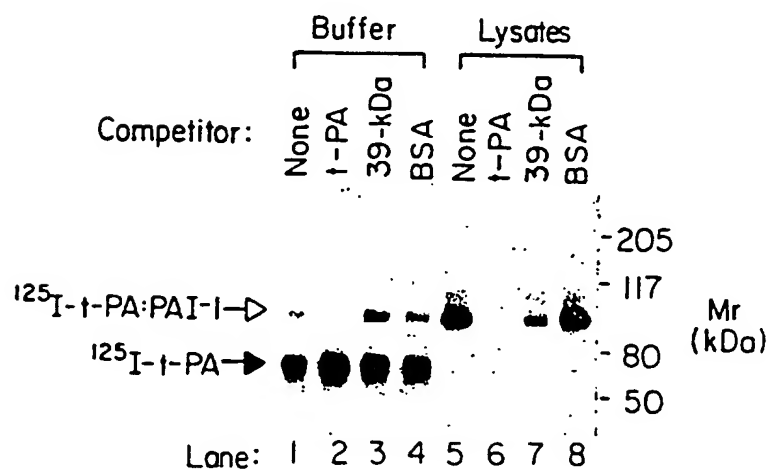 Buffer Lysates
Competitor: None t-PA 39-kDa BSA None t-PA 39-kDa BSA
205
117
¹²⁵I-t-PA:PAI-1
Mr
(kDa)
¹²⁵I-t-PA
80
50
Lane: 1 2 3 4 5 6 7 8